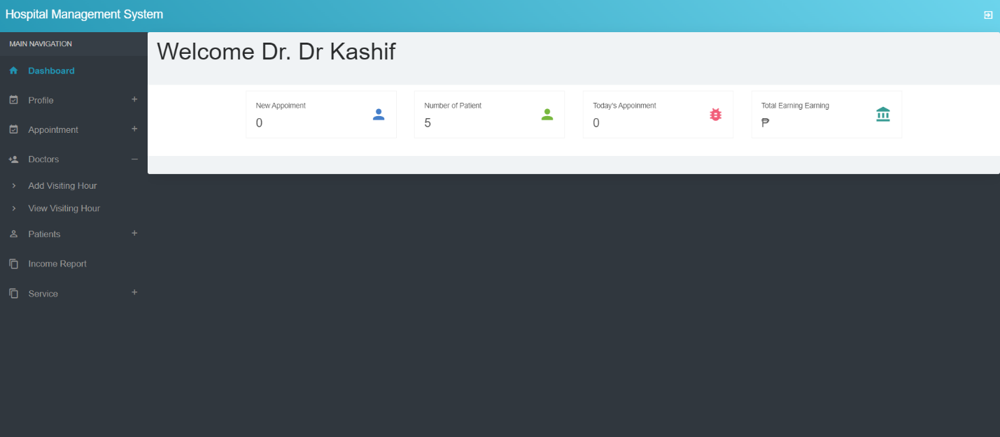 Hospital Management System
MAIN NAVIGATION
Dashboard
Profile +
Appointment +
Doctors –
Add Visiting Hour
View Visiting Hour
Patients +
Income Report
Service +
Welcome Dr. Dr Kashif
New Appoiment
0
Number of Patient
5
Today's Appoinment
0
Total Earning Earning
₱